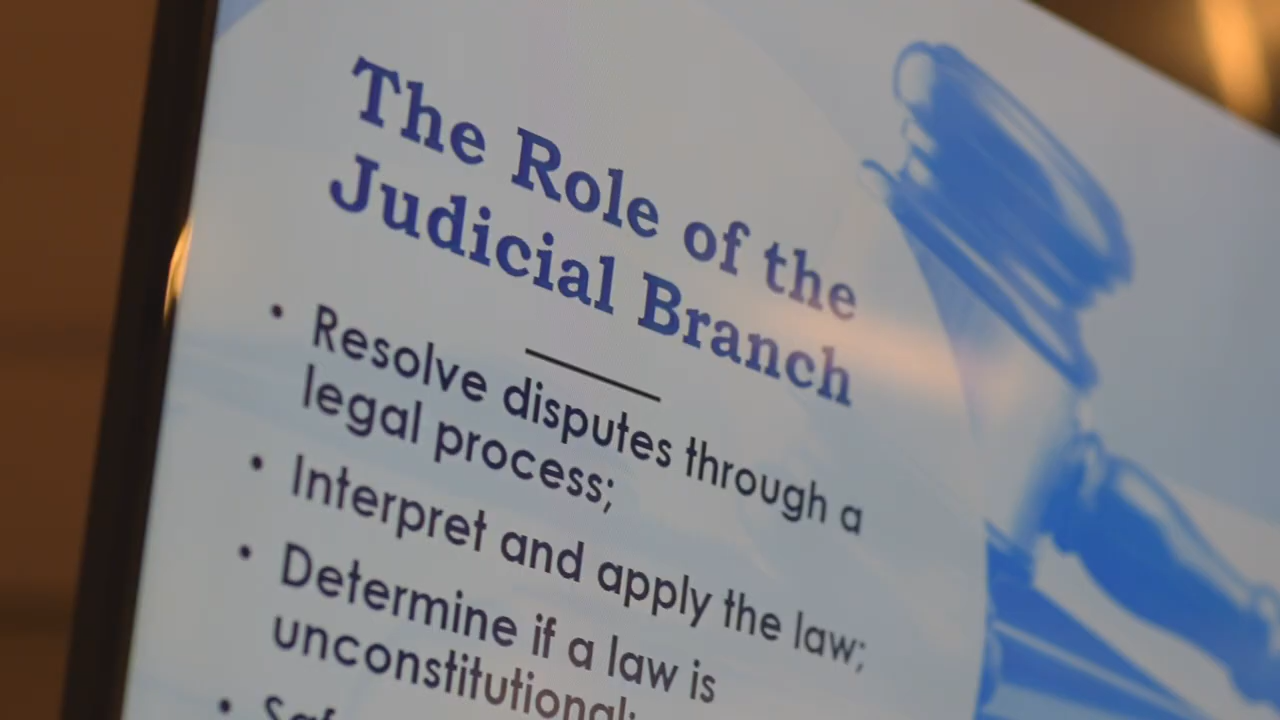 The Role of the
Judicial Branch
• Resolve disputes through a
legal process;
• Interpret and apply the law;
• Determine if a law is
unconstitutional;
•